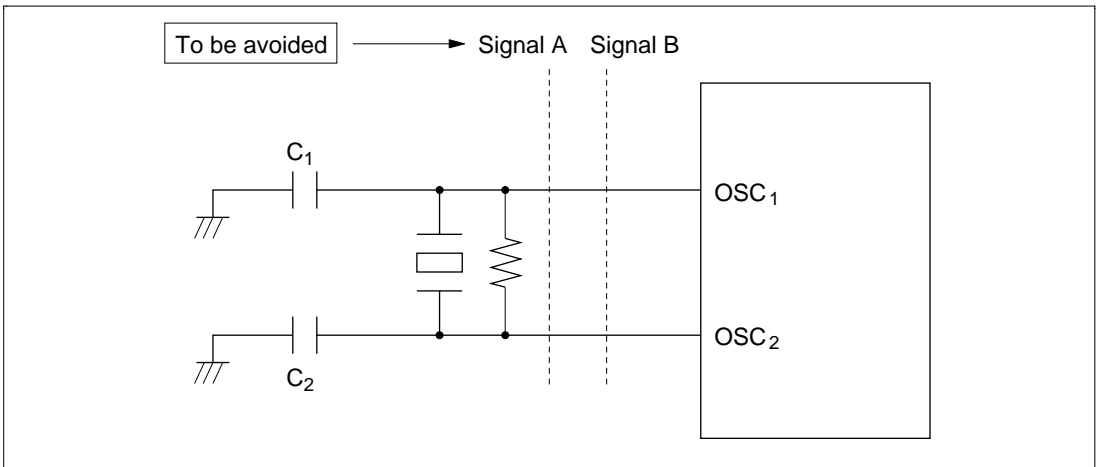 To be avoided Signal A Signal B
C1
OSC1
OSC2
C2